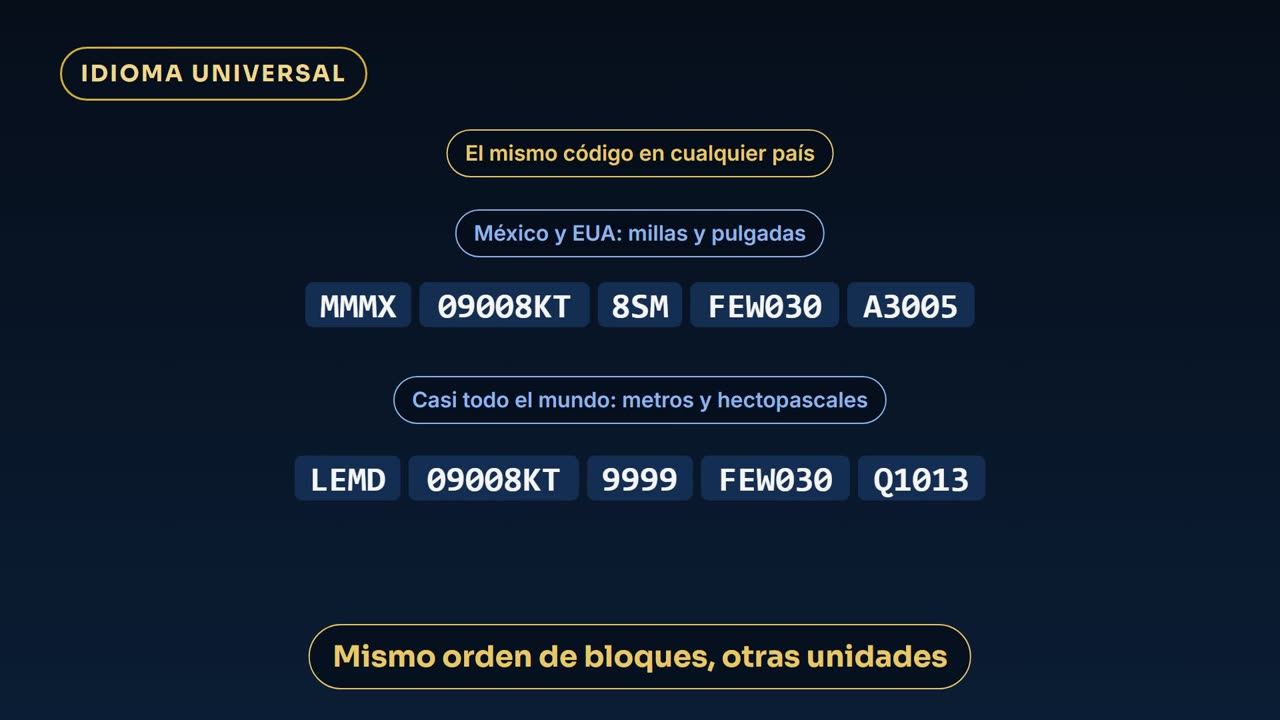 IDIOMA UNIVERSAL
El mismo código en cualquier país
México y EUA: millas y pulgadas
MMMX 09008KT 8SM FEW030 A3005
Casi todo el mundo: metros y hectopascales
LEMD 09008KT 9999 FEW030 Q1013
Mismo orden de bloques, otras unidades